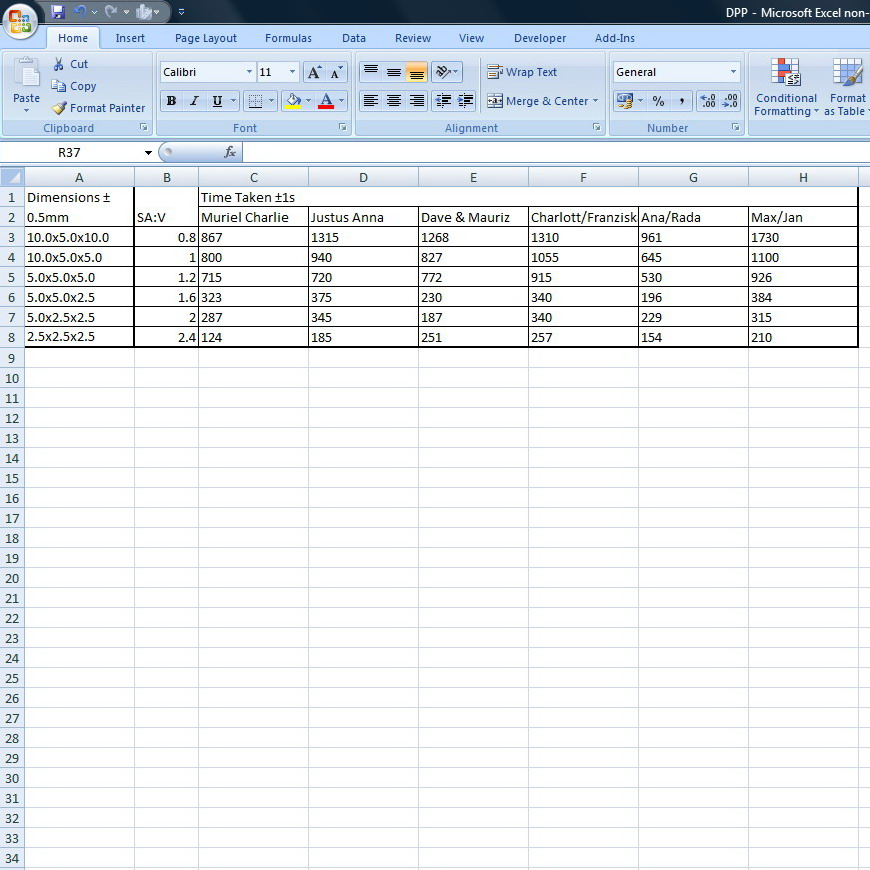 DPP - Microsoft Excel non-
Home Insert Page Layout Formulas Data Review View Developer Add-Ins
Paste
Cut
Copy
Format Painter
Clipboard
Calibri 11
B I U
Font
Wrap Text
Merge & Center
Alignment
General
% , .00 .00
Number
Conditional Formatting
Format as Table
R37 fx
A B C D E F G H
1 Dimensions ± Time Taken ±1s
2 0.5mm SA:V Muriel Charlie Justus Anna Dave & Mauriz Charlott/Franzisk Ana/Rada Max/Jan
3 10.0x5.0x10.0 0.8 867 1315 1268 1310 961 1730
4 10.0x5.0x5.0 1 800 940 827 1055 645 1100
5 5.0x5.0x5.0 1.2 715 720 772 915 530 926
6 5.0x5.0x2.5 1.6 323 375 230 340 196 384
7 5.0x2.5x2.5 2 287 345 187 340 229 315
8 2.5x2.5x2.5 2.4 124 185 251 257 154 210
9
10
11
12
13
14
15
16
17
18
19
20
21
22
23
24
25
26
27
28
29
30
31
32
33
34